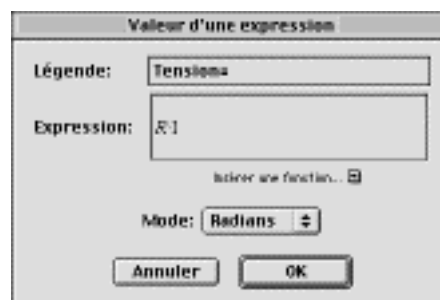 Valeur d'une expression
Légende: Tension=
Expression: R·I
Insérer une fonction...
Mode: Radians
Annuler OK